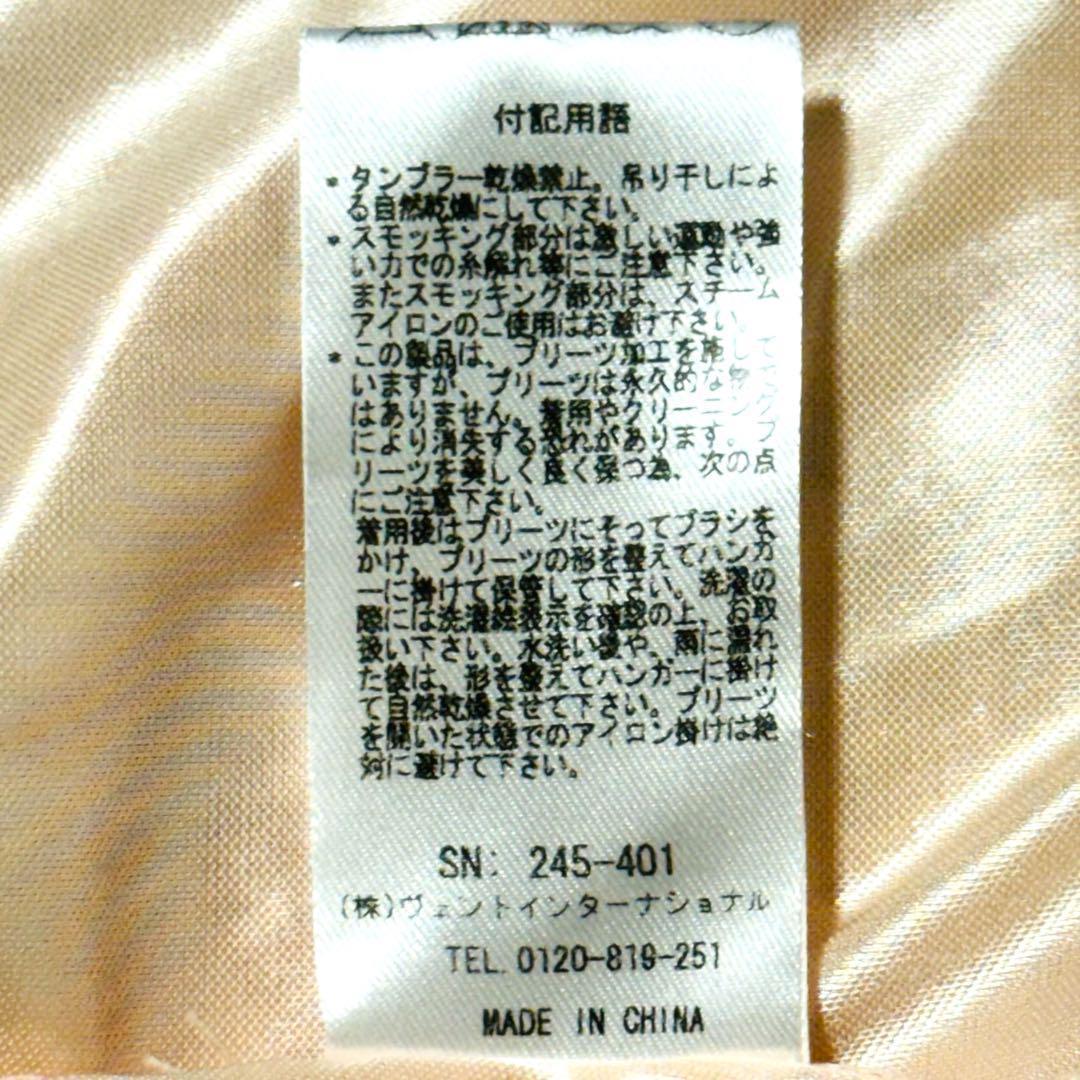 付記用語
* タンブラー乾燥禁止。吊り干しによ
る自然乾燥にして下さい。
* スモッキング部分は激しい運動や強
い力での糸解れ等にご注意下さい。
またスモッキング部分は、スチーム
アイロンのご使用はお避け下さい。
* この製品は、プリーツ加工を施して
いますが、プリーツは永久的な物で
はありません。着用やクリーニング
により消失する恐れがあります。プ
リーツを美しく良く保つ為、次の点
にご注意下さい。
着用後はプリーツにそってブラシを
かけ、プリーツの形を整えてハンガ
ーに掛けて保管して下さい。洗濯の
際には洗濯絵表示を確認の上、お取
扱い下さい。水洗い後や、雨に濡れ
た後は、形を整えてハンガーに掛け
て自然乾燥させて下さい。プリーツ
を開いた状態でのアイロン掛けは絶
対に避けて下さい。
SN: 245-401
(株)ヴェントインターナショナル
TEL. 0120-819-251
MADE IN CHINA